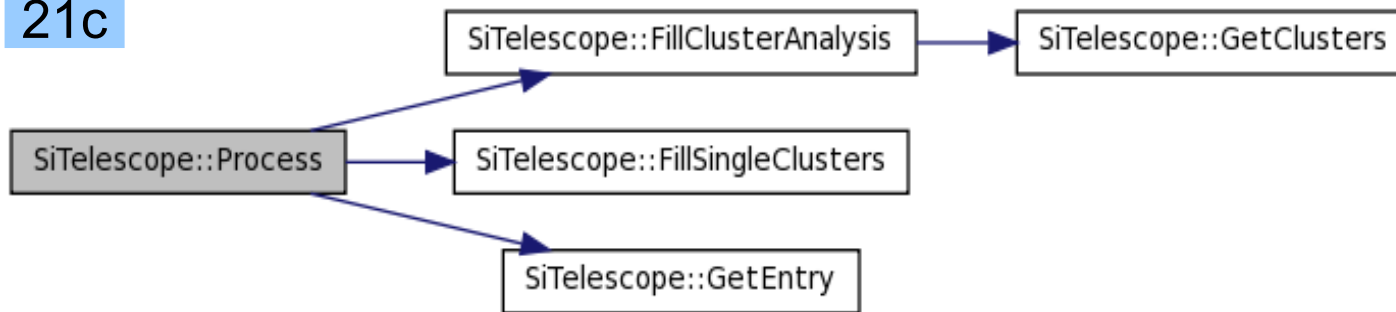 21c
SiTelescope::FillClusterAnalysis
SiTelescope::GetClusters
SiTelescope::Process
SiTelescope::FillSingleClusters
SiTelescope::GetEntry